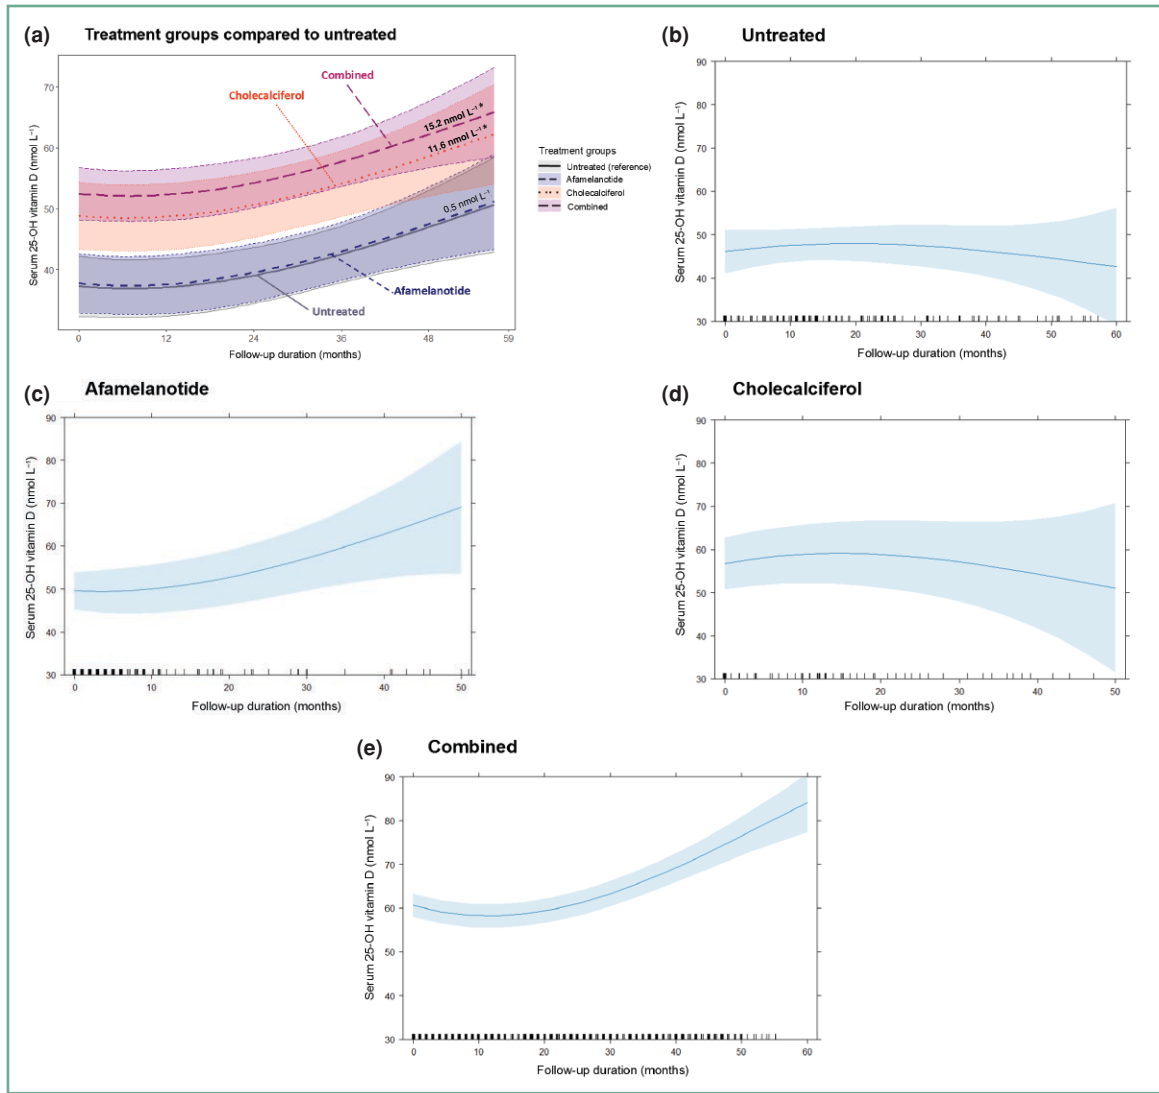 (a) Treatment groups compared to untreated
Serum 25-OH vitamin D (nmol L⁻¹)
70
60
50
40
Combined
Cholecalciferol
15.2 nmol L⁻¹ *
11.6 nmol L⁻¹ *
0.5 nmol L⁻¹
Afamelanotide
Untreated
0 12 24 36 48 59
Follow-up duration (months)
Treatment groups
Untreated (reference)
Afamelanotide
Cholecalciferol
Combined
(b) Untreated
Serum 25-OH vitamin D (nmol L⁻¹)
90
80
70
60
50
40
30
0 10 20 30 40 50 60
Follow-up duration (months)
(c) Afamelanotide
Serum 25-OH vitamin D (nmol L⁻¹)
90
80
70
60
50
40
30
0 10 20 30 40 50
Follow-up duration (months)
(d) Cholecalciferol
Serum 25-OH vitamin D (nmol L⁻¹)
90
80
70
60
50
40
30
0 10 20 30 40 50
Follow-up duration (months)
(e) Combined
Serum 25-OH vitamin D (nmol L⁻¹)
90
80
70
60
50
40
30
0 10 20 30 40 50 60
Follow-up duration (months)